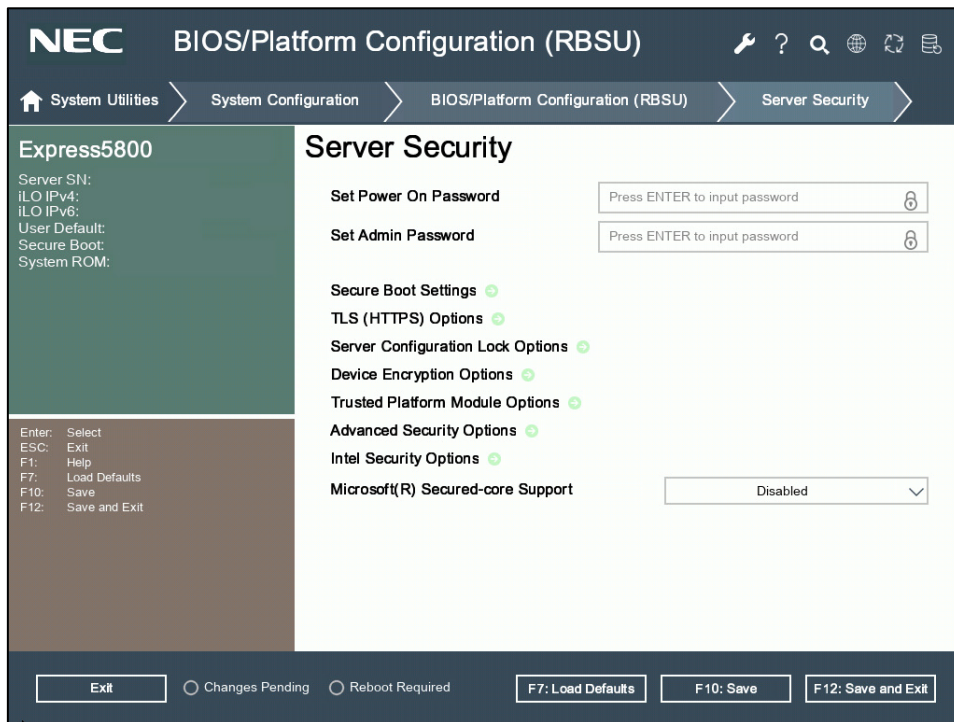 NEC BIOS/Platform Configuration (RBSU) ?
System Utilities System Configuration BIOS/Platform Configuration (RBSU) Server Security
Express5800
Server SN:
iLO IPv4:
iLO IPv6:
User Default:
Secure Boot:
System ROM:
Enter: Select
ESC: Exit
F1: Help
F7: Load Defaults
F10: Save
F12: Save and Exit
Server Security
Set Power On Password Press ENTER to input password
Set Admin Password Press ENTER to input password
Secure Boot Settings
TLS (HTTPS) Options
Server Configuration Lock Options
Device Encryption Options
Trusted Platform Module Options
Advanced Security Options
Intel Security Options
Microsoft(R) Secured-core Support Disabled
Exit Changes Pending Reboot Required F7: Load Defaults F10: Save F12: Save and Exit